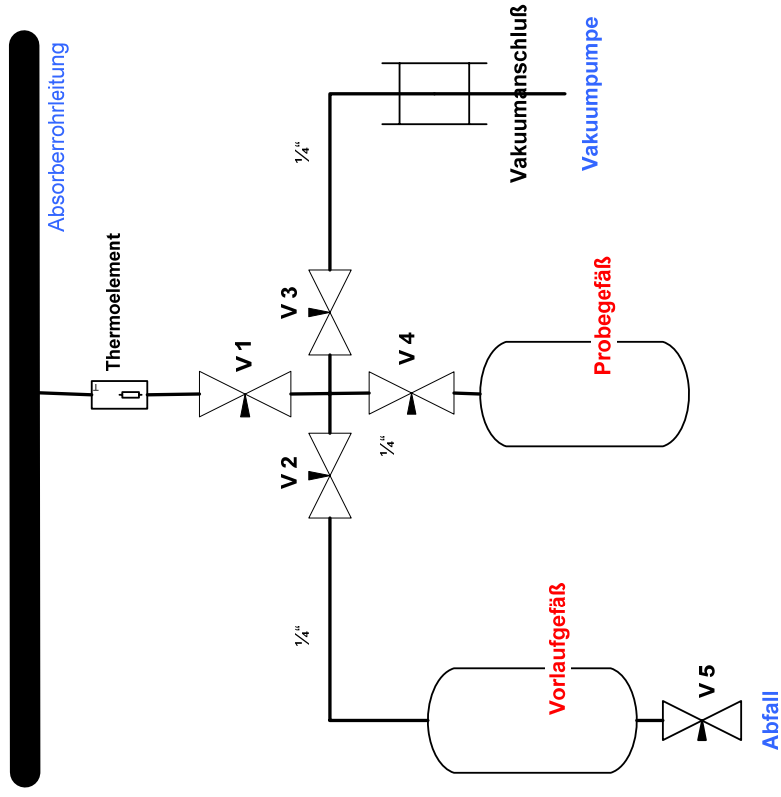 Absorberrohrleitung
Thermoelement
V 1
V 2
V 3
¼“
¼“
¼“
V 4
Vakuumanschluß
Vorlaufgefäß
Vakuumpumpe
Probegefäß
V 5
Abfall